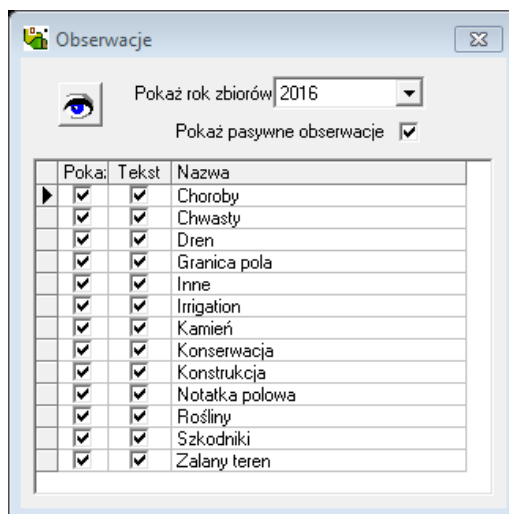 Obserwacje
Pokaż rok zbiorów 2016
Pokaż pasywne obserwacje
Pokaż Tekst Nazwa
Choroby
Chwasty
Dren
Granica pola
Inne
Irrigation
Kamień
Konserwacja
Konstrukcja
Notatka polowa
Rośliny
Szkodniki
Zalany teren